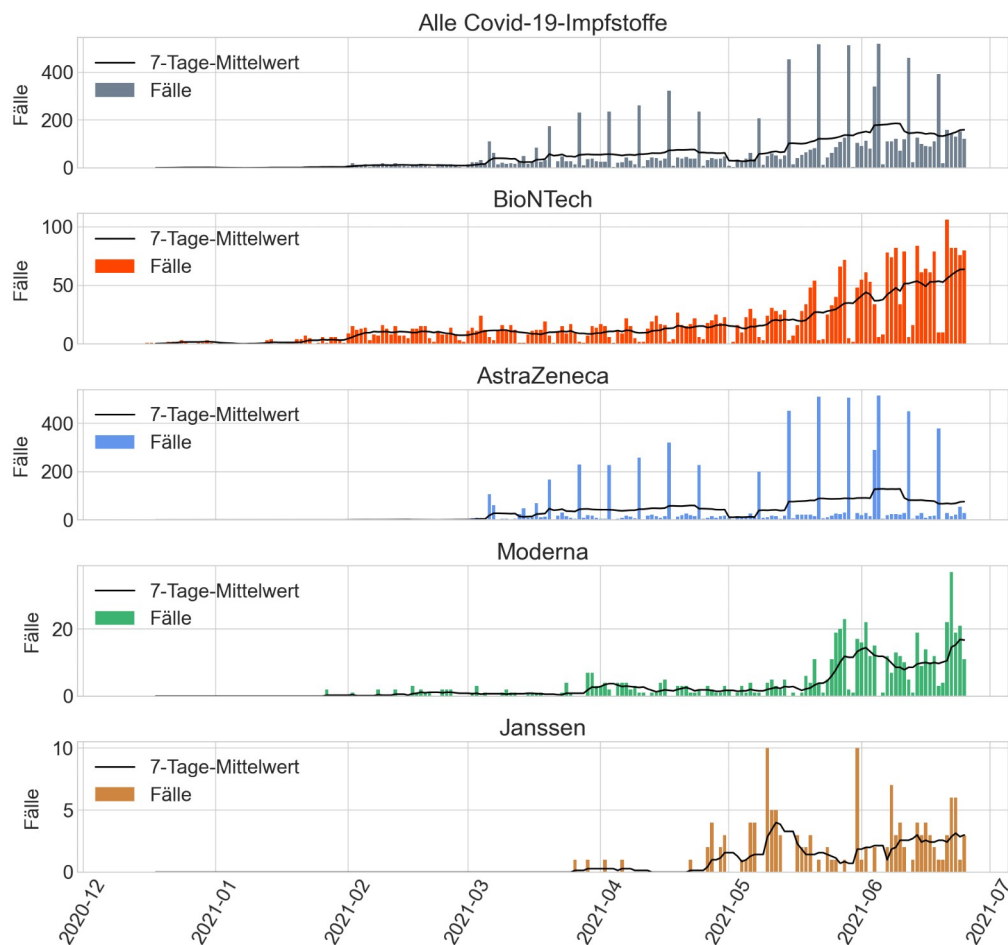 Alle Covid-19-Impfstoffe
Fälle
400
200
0
7-Tage-Mittelwert
Fälle
BioNTech
Fälle
100
50
0
7-Tage-Mittelwert
Fälle
AstraZeneca
Fälle
400
200
0
7-Tage-Mittelwert
Fälle
Moderna
Fälle
20
0
7-Tage-Mittelwert
Fälle
Janssen
Fälle
10
5
0
7-Tage-Mittelwert
Fälle
2020-12
2021-01
2021-02
2021-03
2021-04
2021-05
2021-06
2021-07